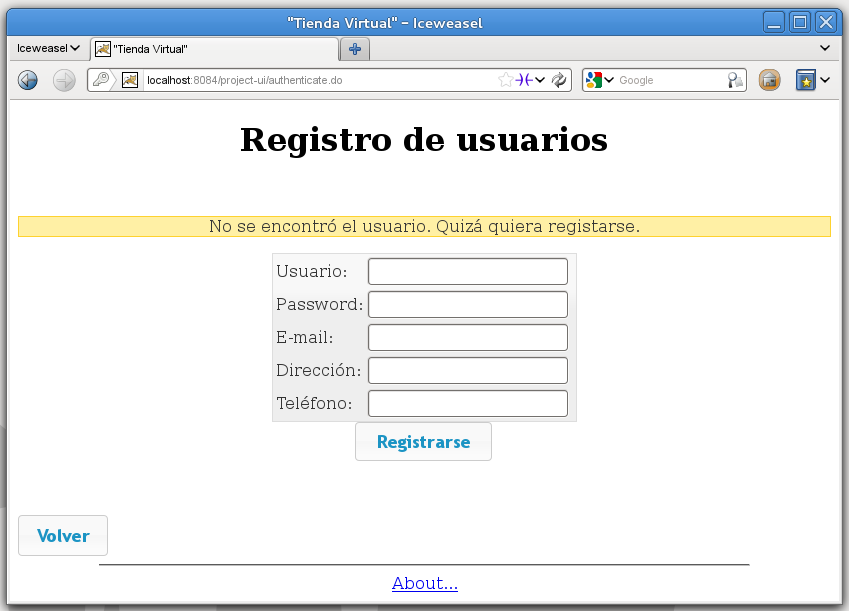 "Tienda Virtual" - Iceweasel
Iceweasel
"Tienda Virtual"
localhost:8084/project-ui/authenticate.do
Google
Registro de usuarios
No se encontró el usuario. Quizá quiera registarse.
Usuario:
Password:
E-mail:
Dirección:
Teléfono:
Registrarse
Volver
About...